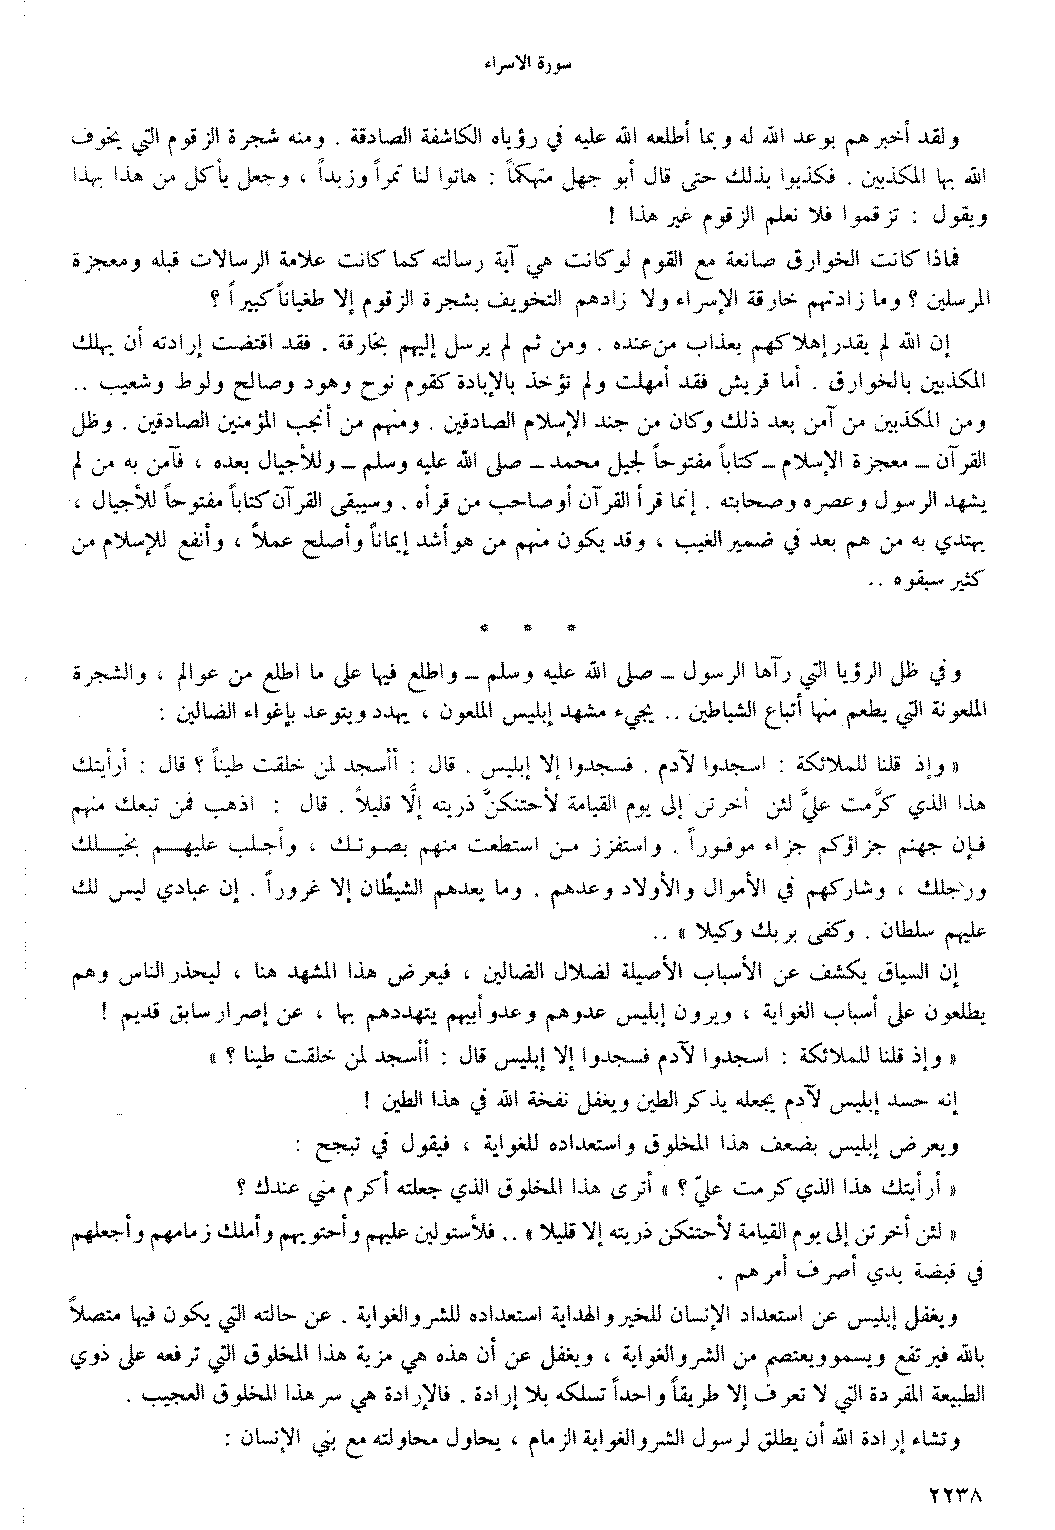 سورة الاسراء
ولقد أخبرهم بوعد الله له وبما أطلعه الله عليه في رؤياه الكاشفة الصادقة . ومنه شجرة الزقوم التي يخوف
الله بها المكذبين . فكذبوا بذلك حتى قال أبو جهل متهكماً : هاتوا لنا تمراً وزبداً ، وجعل يأكل من هذا بهذا
ويقول : تزقموا فلا نعلم الزقوم غير هذا !
فماذا كانت الخوارق صانعة مع القوم لو كانت هي آية رسالته كما كانت علامة الرسالات قبله ومعجزة
المرسلين ؟ وما زادتهم خارقة الإسراء ولا زادهم التخويف بشجرة الزقوم إلا طغياناً كبيراً ؟
إن الله لم يقدر إهلاكهم بعذاب من عنده . ومن ثم لم يرسل إليهم بخارقة . فقد اقتضت إرادته أن يهلك
المكذبين بالخوارق . أما قريش فقد أمهلت ولم تؤخذ بالإبادة كقوم نوح وهود وصالح ولوط وشعيب ..
ومن المكذبين من آمن بعد ذلك وكان من جند الإسلام الصادقين . ومنهم من أنجب المؤمنين الصادقين . وظل
القرآن – معجزة الإسلام – كتاباً مفتوحاً لجيل محمد – صلى الله عليه وسلم – وللأجيال بعده ، فآمن به من لم
يشهد الرسول وعصره وصحابته . إنما قرأ القرآن أو صاحب من قرأه . وسيبقى القرآن كتاباً مفتوحاً للأجيال ،
يهتدي به من هم بعد في ضمير الغيب ، وقد يكون منهم من هو أشد إيماناً وأصلح عملاً ، وأنفع للإسلام من
كثير سبقوه ..
* * *
وفي ظل الرؤيا التي رآها الرسول – صلى الله عليه وسلم – واطلع فيها على ما اطلع من عوالم ، والشجرة
الملعونة التي يطعم منها أتباع الشياطين .. يجيء مشهد إبليس الملعون ، يهدد ويتوعد بإغواء الضالين :
« وإذ قلنا للملائكة : اسجدوا لآدم . فسجدوا إلا إبليس . قال : أأسجد لمن خلقت طيناً ؟ قال : أرأيتك
هذا الذي كرَّمت عليَّ لئن أخرتن إلى يوم القيامة لأحتنكنَّ ذريته إلَّا قليلاً . قال : اذهب فمن تبعك منهم
فإن جهنم جزاؤكم جزاء موفوراً . واستفزز من استطعت منهم بصوتك ، وأجلب عليهم بخيلك
ورجلك ، وشاركهم في الأموال والأولاد وعدهم . وما يعدهم الشيطان إلا غروراً . إن عبادي ليس لك
عليهم سلطان . وكفى بربك وكيلا » ..
إن السياق يكشف عن الأسباب الأصيلة لضلال الضالين ، فيعرض هذا المشهد هنا ، ليحذر الناس وهم
يطلعون على أسباب الغواية ، ويرون إبليس عدوهم وعدو أبيهم يتهددهم بها ، عن إصرار سابق قديم !
« وإذ قلنا للملائكة : اسجدوا لآدم فسجدوا إلا إبليس قال : أأسجد لمن خلقت طينا ؟ »
إنه حسد إبليس لآدم يجعله يذكر الطين ويغفل نفخة الله في هذا الطين !
ويعرض إبليس بضعف هذا المخلوق واستعداده للغواية ، فيقول في تبجح :
« أرأيتك هذا الذي كرمت عليّ ؟ » أترى هذا المخلوق الذي جعلته أكرم مني عندك ؟
« لئن أخرتن إلى يوم القيامة لأحتنكن ذريته إلا قليلا » .. فلأستولين عليهم وأحتويهم وأملك زمامهم وأجعلهم
في قبضة يدي أصرف أمرهم .
ويغفل إبليس عن استعداد الإنسان للخير والهداية استعداده للشر والغواية . عن حالته التي يكون فيها متصلاً
بالله فيرتفع ويسمو ويعتصم من الشر والغواية ، ويغفل عن أن هذه هي مزية هذا المخلوق التي ترفعه على ذوي
الطبيعة المفردة التي لا تعرف إلا طريقاً واحداً تسلكه بلا إرادة . فالإرادة هي سر هذا المخلوق العجيب .
وتشاء إرادة الله أن يطلق لرسول الشر والغواية الزمام ، يحاول محاولته مع بني الإنسان :
٢٢٣٨